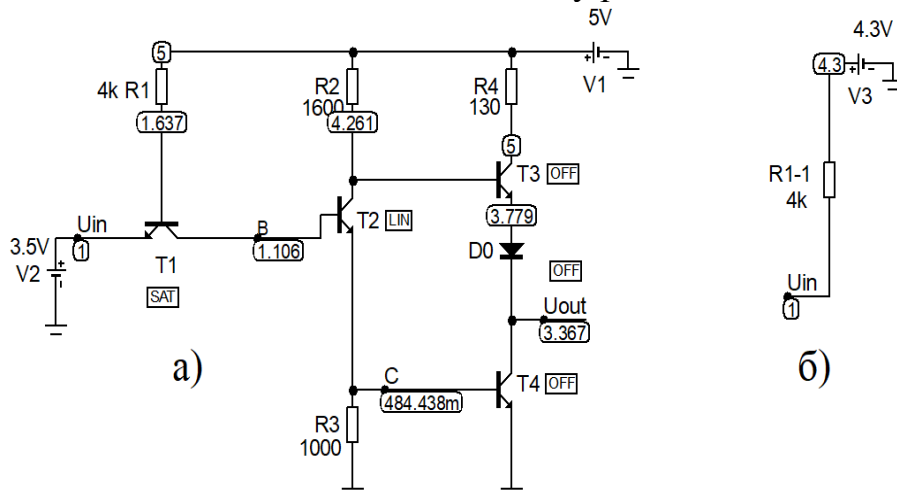 5V
5
4k R1
1.637
R2
1600
4.261
R4
130
5
V1
4.3V
4.3
V3
R1-1
4k
Uin
1
T3 OFF
3.779
T2 LIN
Uin
1
B
1.106
3.5V
V2
T1
SAT
D0
OFF
Uout
3.367
C
484.438m
T4 OFF
R3
1000
а)
б)